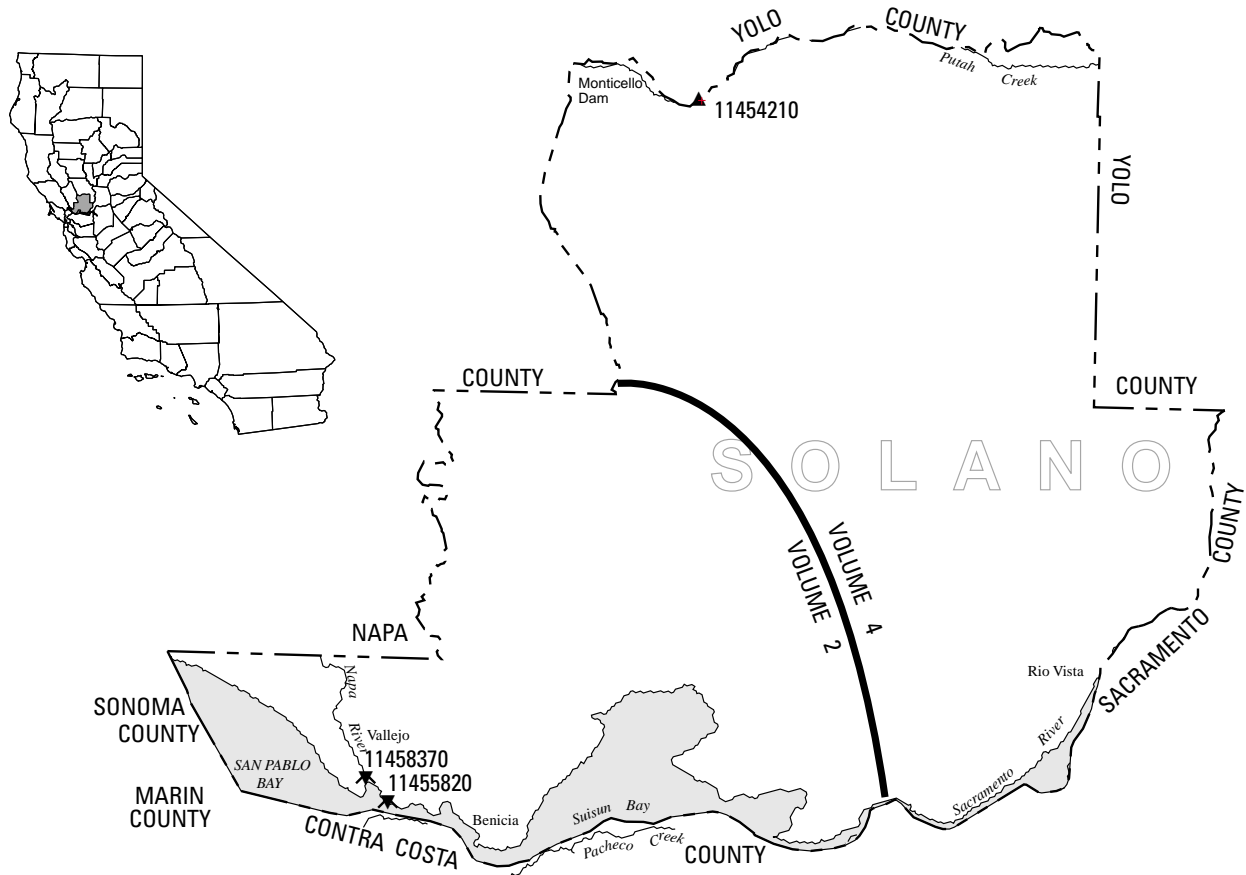 YOLO
COUNTY
Putah
Creek
Monticello
Dam
11454210
YOLO
COUNTY
COUNTY
SOLANO
COUNTY
VOLUME 4
VOLUME 2
NAPA
SACRAMENTO
Rio Vista
Napa
River
SONOMA
COUNTY
Vallejo
11458370
SAN PABLO
BAY
11455820
MARIN
COUNTY
CONTRA COSTA
Benicia
Suisun Bay
Pacheco Creek
COUNTY
Sacramento River